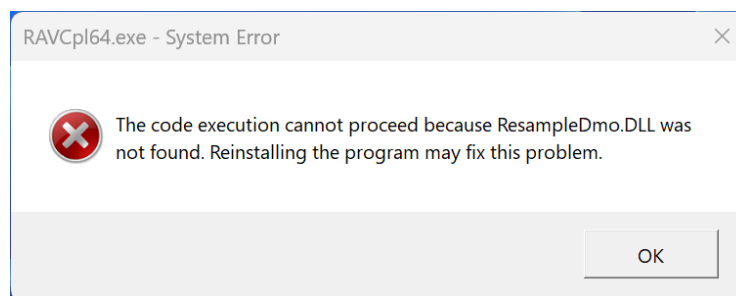 RAVCpl64.exe - System Error
The code execution cannot proceed because ResampleDmo.DLL was
not found. Reinstalling the program may fix this problem.
OK